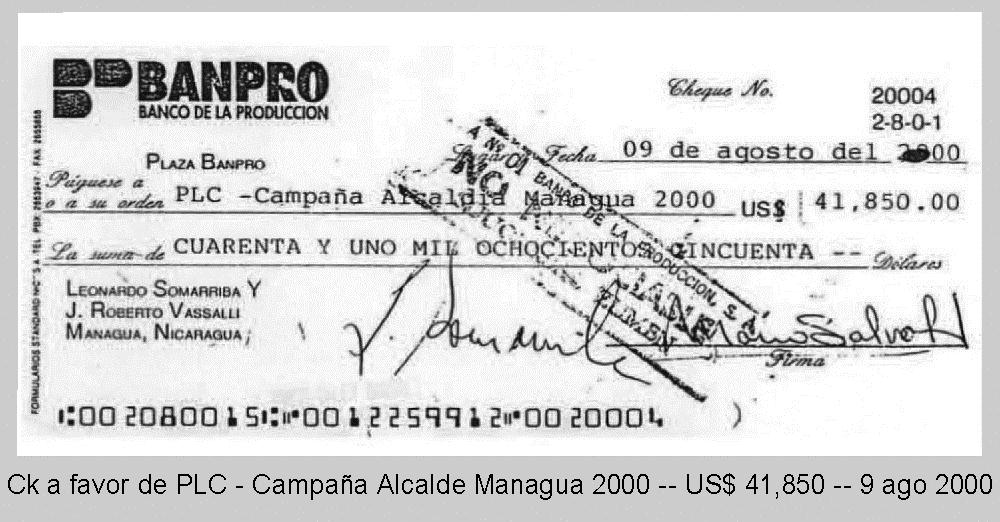 BANPRO
BANCO DE LA PRODUCCION
Cheque No. 20004
2-8-0-1
PLAZA BANPRO
Lugar y Fecha 09 de agosto del 2000
Páguese a
o a su orden PLC -Campaña Alcaldía Managua 2000 US$ 41,850.00
La suma de CUARENTA Y UNO MIL OCHOCIENTOS CINCUENTA -- Dólares
LEONARDO SOMARRIBA Y
J. ROBERTO VASSALLI
MANAGUA, NICARAGUA
Firma
BANPRO DE LA PRODUCCION, S.A.
FORMULARIOS STANDARD
⑆002080015⑆⑈0012259912⑈0020004
Ck a favor de PLC - Campaña Alcalde Managua 2000 -- US$ 41,850 -- 9 ago 2000